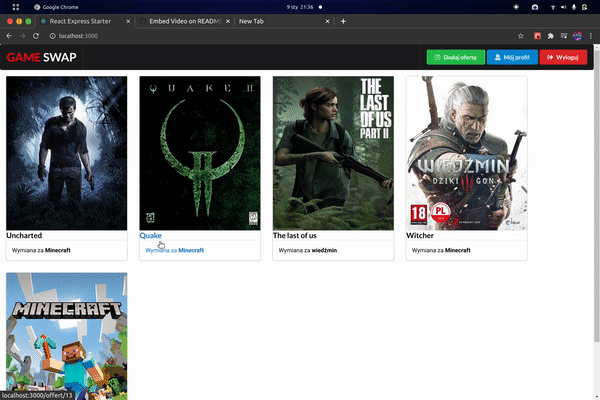 Google Chrome
9 sty 21:36
React Express Starter
Embed Video on READM
New Tab
localhost:3000
GAME SWAP
Dodaj ofertę
Mój profil
Wyloguj
QUAKE II
THE LAST OF US PART II
WIEDŹMIN
DZIKI GON
18
PL
Uncharted
Quake
The last of us
Witcher
Wymiana za Minecraft
Wymiana za Minecraft
Wymiana za wiedźmin
Wymiana za Minecraft
MINECRAFT
localhost:3000/offert/13